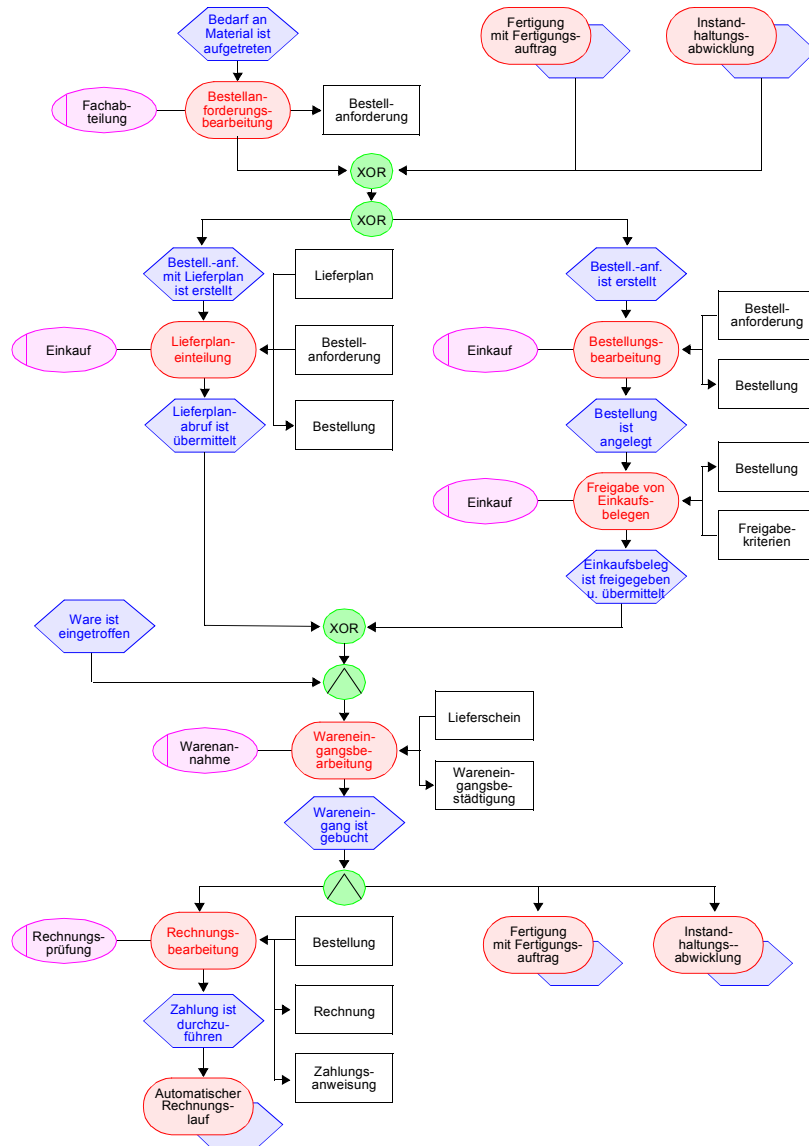 Bedarf an
Material ist
aufgetreten
Fertigung
mit Fertigungs-
auftrag
Instand-
haltungs-
abwicklung
Fachab-
teilung
Bestellan-
forderungs-
bearbeitung
Bestell-
anforderung
XOR
XOR
Bestell.-anf.
mit Lieferplan
ist erstellt
Lieferplan
Bestell.-anf.
ist erstellt
Einkauf
Lieferplan-
einteilung
Bestell-
anforderung
Einkauf
Bestellungs-
bearbeitung
Bestell-
anforderung
Bestellung
Lieferplan-
abruf ist
übermittelt
Bestellung
Bestellung
ist
angelegt
Einkauf
Freigabe von
Einkaufs-
belegen
Bestellung
Freigabe-
kriterien
Einkaufsbeleg
ist freigegeben
u. übermittelt
Ware ist
eingetroffen
XOR
Warenan-
nahme
Warenein-
gangsbe-
arbeitung
Lieferschein
Warenein-
gangsbe-
städtigung
Warenein-
gang ist
gebucht
Rechnungs-
prüfung
Rechnungs-
bearbeitung
Bestellung
Fertigung
mit Fertigungs-
auftrag
Instand-
haltungs--
abwicklung
Zahlung ist
durchzu-
führen
Rechnung
Zahlungs-
anweisung
Automatischer
Rechnungs-
lauf